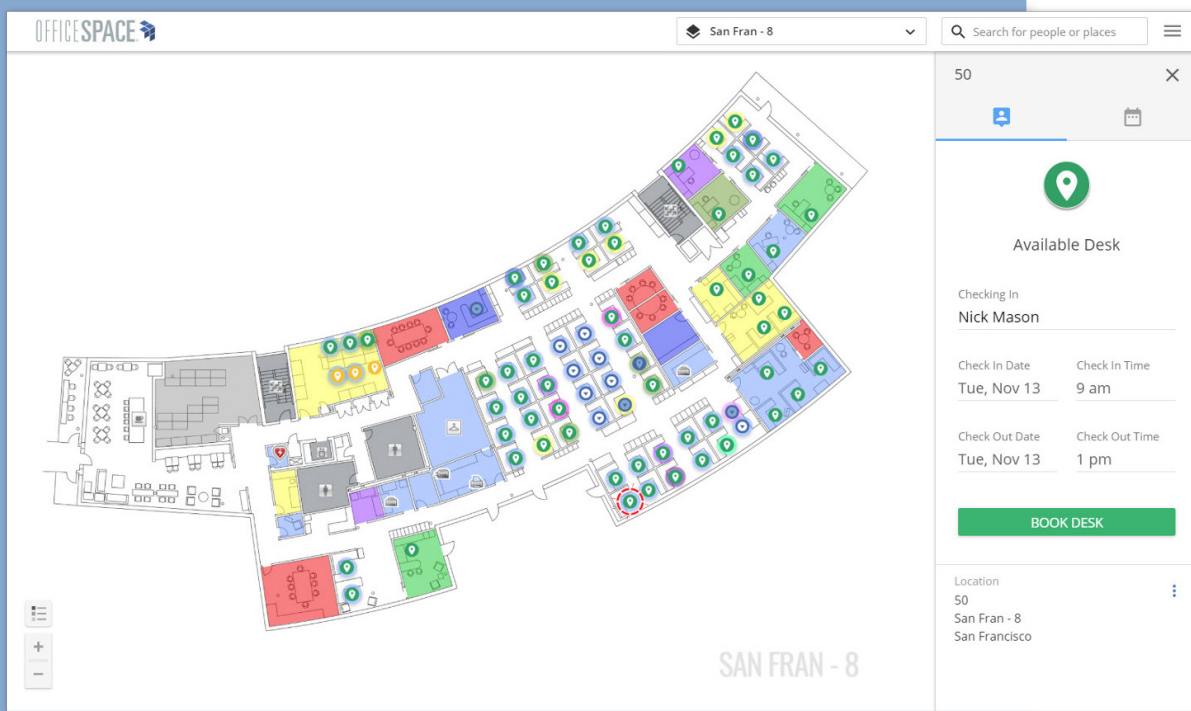 OFFICESPACE
San Fran - 8
Search for people or places
50
Available Desk
Checking In
Nick Mason
Check In Date
Check In Time
Tue, Nov 13
9 am
Check Out Date
Check Out Time
Tue, Nov 13
1 pm
BOOK DESK
Location
50
San Fran - 8
San Francisco
+
−
SAN FRAN - 8